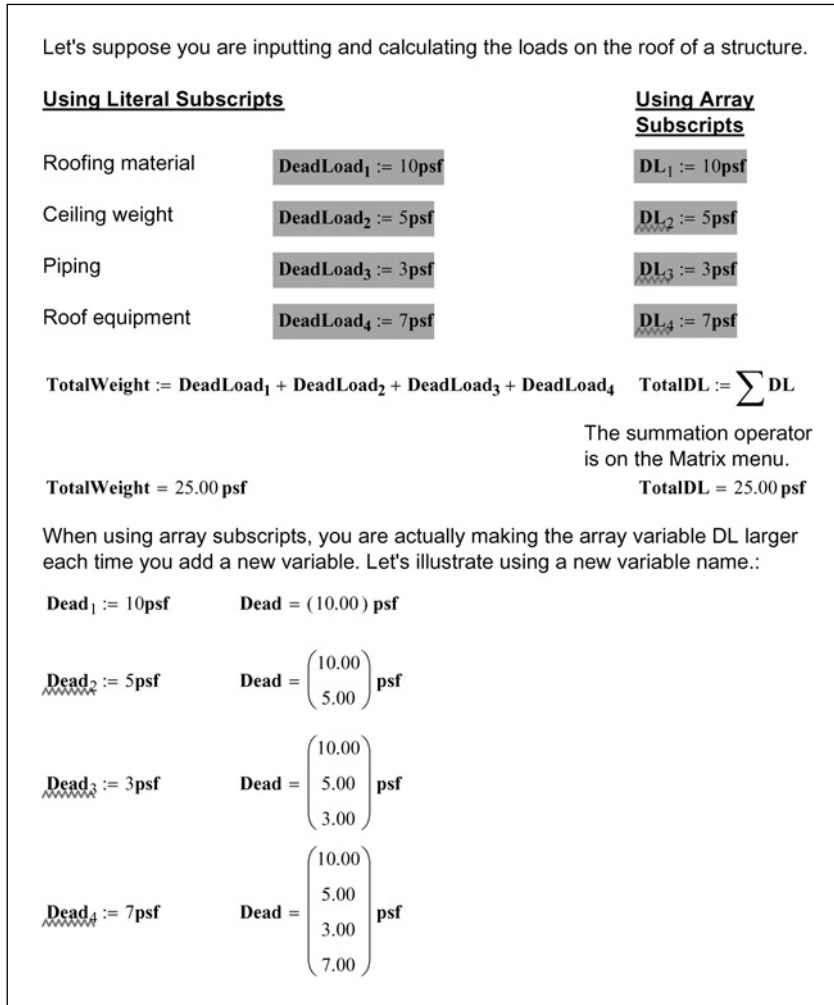 Let's suppose you are inputting and calculating the loads on the roof of a structure.
Using Literal Subscripts
Using Array
Subscripts
Roofing material DeadLoad₁ := 10psf DL₁ := 10psf
Ceiling weight DeadLoad₂ := 5psf DL₂ := 5psf
Piping DeadLoad₃ := 3psf DL₃ := 3psf
Roof equipment DeadLoad₄ := 7psf DL₄ := 7psf
TotalWeight := DeadLoad₁ + DeadLoad₂ + DeadLoad₃ + DeadLoad₄ TotalDL := ∑ DL
The summation operator
is on the Matrix menu.
TotalWeight = 25.00 psf TotalDL = 25.00 psf
When using array subscripts, you are actually making the array variable DL larger
each time you add a new variable. Let's illustrate using a new variable name.:
Dead₁ := 10psf Dead = (10.00) psf
10.00
Dead₂ := 5psf Dead = psf
5.00
10.00
Dead₃ := 3psf Dead = 5.00 psf
3.00
10.00
5.00
Dead₄ := 7psf Dead = psf
3.00
7.00